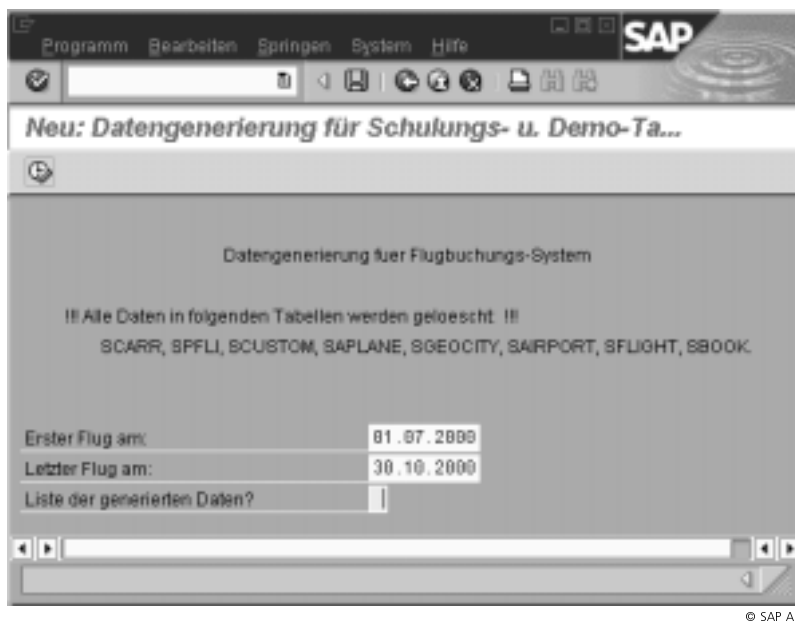 Programm Bearbeiten Springen System Hilfe
SAP
Neu: Datengenerierung für Schulungs- u. Demo-Ta...
Datengenerierung fuer Flugbuchungs-System
!!! Alle Daten in folgenden Tabellen werden geloescht !!!
SCARR, SPFLI, SCUSTOM, SAPLANE, SGEOCITY, SAIRPORT, SFLIGHT, SBOOK.
Erster Flug am: 01.07.2000
Letzter Flug am: 30.10.2000
Liste der generierten Daten?
© SAP A